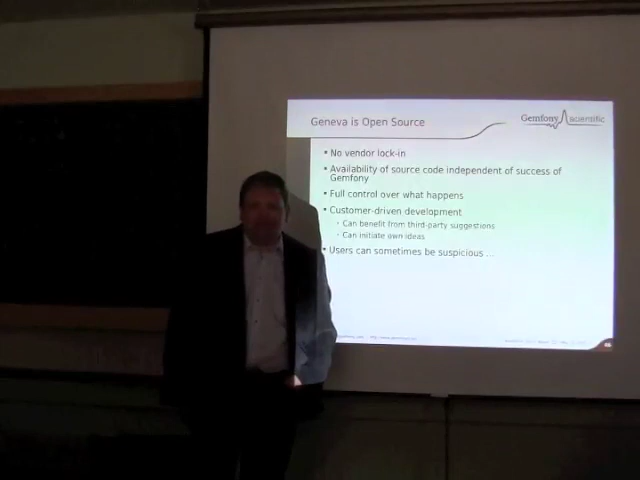 Geneva is Open Source
Gemfony scientific
• No vendor lock-in
• Availability of source code independent of success of
Gemfony
• Full control over what happens
• Customer-driven development
• Can benefit from third-party suggestions
• Can initiate own ideas
• Users can sometimes be suspicious ...